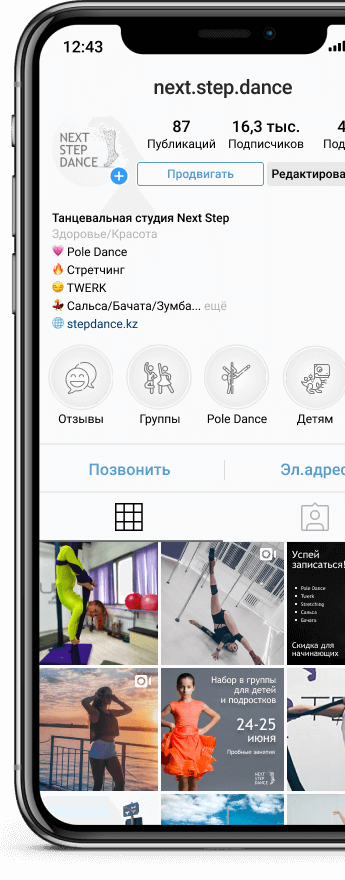 12:43
next.step.dance
NEXT
STEP
DANCE
87
16,3 тыс.
4
Публикаций
Подписчиков
Под
Продвигать
Редактирова
Танцевальная студия Next Step
Здоровье/Красота
💗 Pole Dance
🔥 Стретчинг
😏 TWERK
💃 Сальса/Бачата/Зумба... ещё
🌐 stepdance.kz
Отзывы
Группы
Pole Dance
Детям
Позвонить
Эл.адрес
Успей
записаться!
• Pole Dance
• Twerk
• Stretching
• Сальса
• Бачата
Скидка для
начинающих
Набор в группы
для детей
и подростков
24-25
июня
Пробные занятия
NEXT
STEP
DANCE